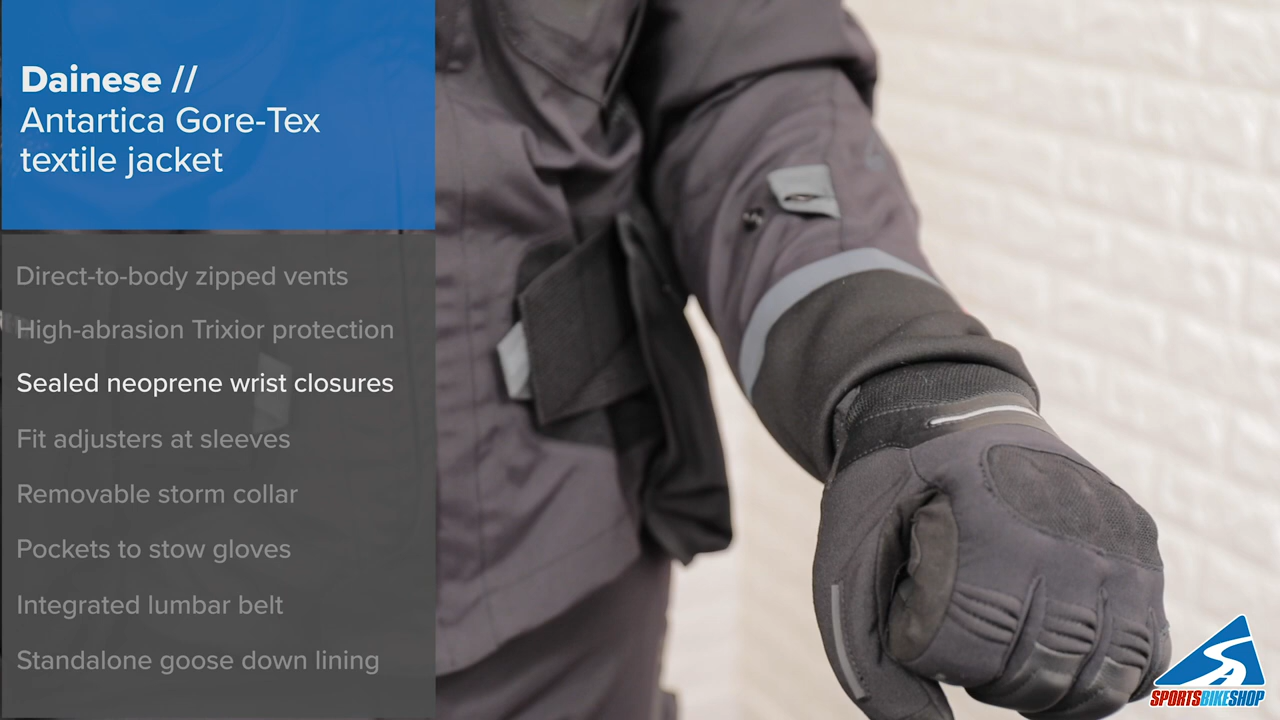 Dainese //
Antartica Gore-Tex
textile jacket
Direct-to-body zipped vents
High-abrasion Trixior protection
Sealed neoprene wrist closures
Fit adjusters at sleeves
Removable storm collar
Pockets to stow gloves
Integrated lumbar belt
Standalone goose down lining
SPORTSBIKESHOP